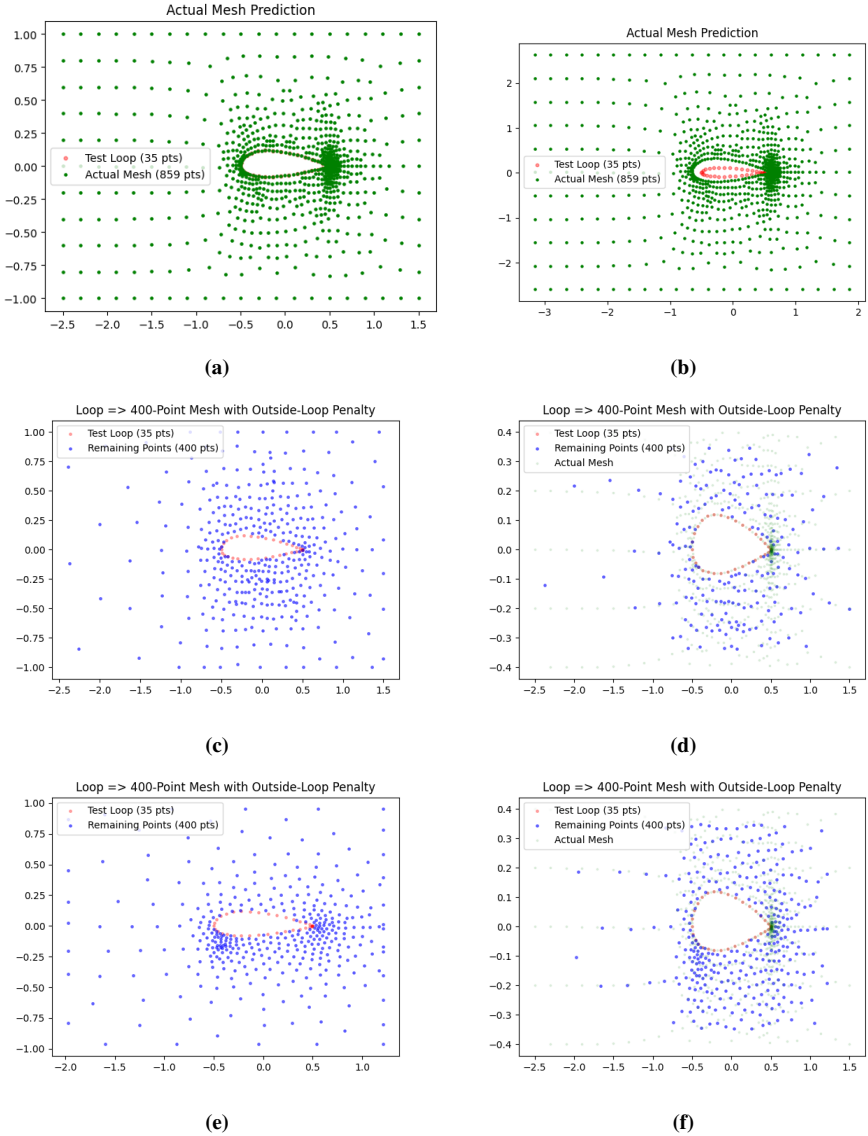 Actual Mesh Prediction
1.00
0.75
0.50
0.25
0.00
−0.25
−0.50
−0.75
−1.00
Test Loop (35 pts)
Actual Mesh (859 pts)
−2.5 −2.0 −1.5 −1.0 −0.5 0.0 0.5 1.0 1.5
(a)
Actual Mesh Prediction
2
1
0
−1
−2
Test Loop (35 pts)
Actual Mesh (859 pts)
−3 −2 −1 0 1 2
(b)
Loop => 400-Point Mesh with Outside-Loop Penalty
1.00
0.75
0.50
0.25
0.00
−0.25
−0.50
−0.75
−1.00
Test Loop (35 pts)
Remaining Points (400 pts)
−2.5 −2.0 −1.5 −1.0 −0.5 0.0 0.5 1.0 1.5
(c)
Loop => 400-Point Mesh with Outside-Loop Penalty
0.4
0.3
0.2
0.1
0.0
−0.1
−0.2
−0.3
−0.4
Test Loop (35 pts)
Remaining Points (400 pts)
Actual Mesh
−2.5 −2.0 −1.5 −1.0 −0.5 0.0 0.5 1.0 1.5
(d)
Loop => 400-Point Mesh with Outside-Loop Penalty
1.00
0.75
0.50
0.25
0.00
−0.25
−0.50
−0.75
−1.00
Test Loop (35 pts)
Remaining Points (400 pts)
−2.0 −1.5 −1.0 −0.5 0.0 0.5 1.0
(e)
Loop => 400-Point Mesh with Outside-Loop Penalty
0.4
0.3
0.2
0.1
0.0
−0.1
−0.2
−0.3
−0.4
Test Loop (35 pts)
Remaining Points (400 pts)
Actual Mesh
−2.5 −2.0 −1.5 −1.0 −0.5 0.0 0.5 1.0 1.5
(f)